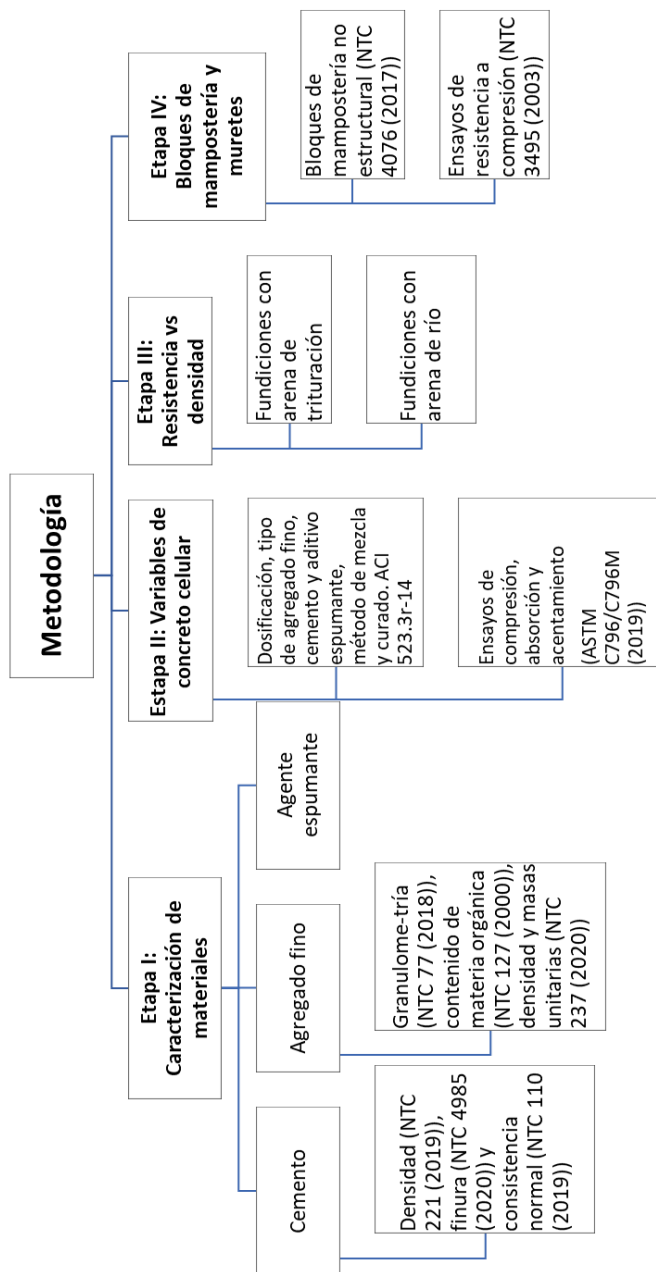 Metodología
Etapa I:
Caracterización de
materiales
Cemento
Densidad (NTC
221 (2019)),
finura (NTC 4985
(2020)) y
consistencia
normal (NTC 110
(2019))
Agregado fino
Granulome-tría
(NTC 77 (2018)),
contenido de
materia orgánica
(NTC 127 (2000)),
densidad y masas
unitarias (NTC
237 (2020))
Agente
espumante
Estapa II: Variables de
concreto celular
Dosificación, tipo
de agregado fino,
cemento y aditivo
espumante,
método de mezcla
y curado. ACI
523.3r-14
Ensayos de
compresión,
absorción y
acentamiento
(ASTM
C796/C796M
(2019))
Etapa III:
Resistencia vs
densidad
Fundiciones con
arena de
trituración
Fundiciones con
arena de río
Etapa IV:
Bloques de
mampostería y
muretes
Bloques de
mampostería no
estructural (NTC
4076 (2017))
Ensayos de
resistencia a
compresión (NTC
3495 (2003))